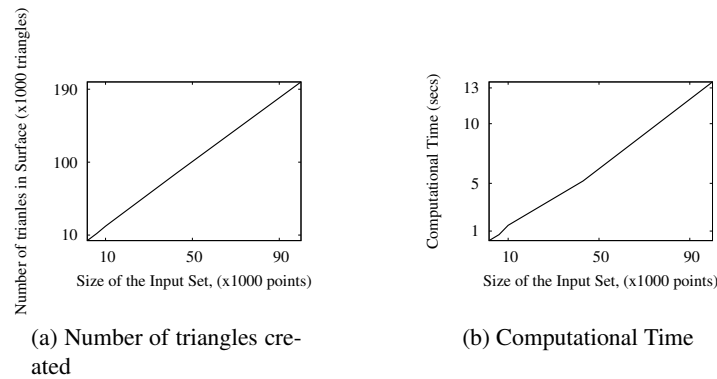 Number of trianles in Surface (x1000 triangles)
190
100
10
10 50 90
Size of the Input Set, (x1000 points)
(a) Number of triangles cre-
ated
Computational Time (secs)
13
10
5
1
10 50 90
Size of the Input Set, (x1000 points)
(b) Computational Time